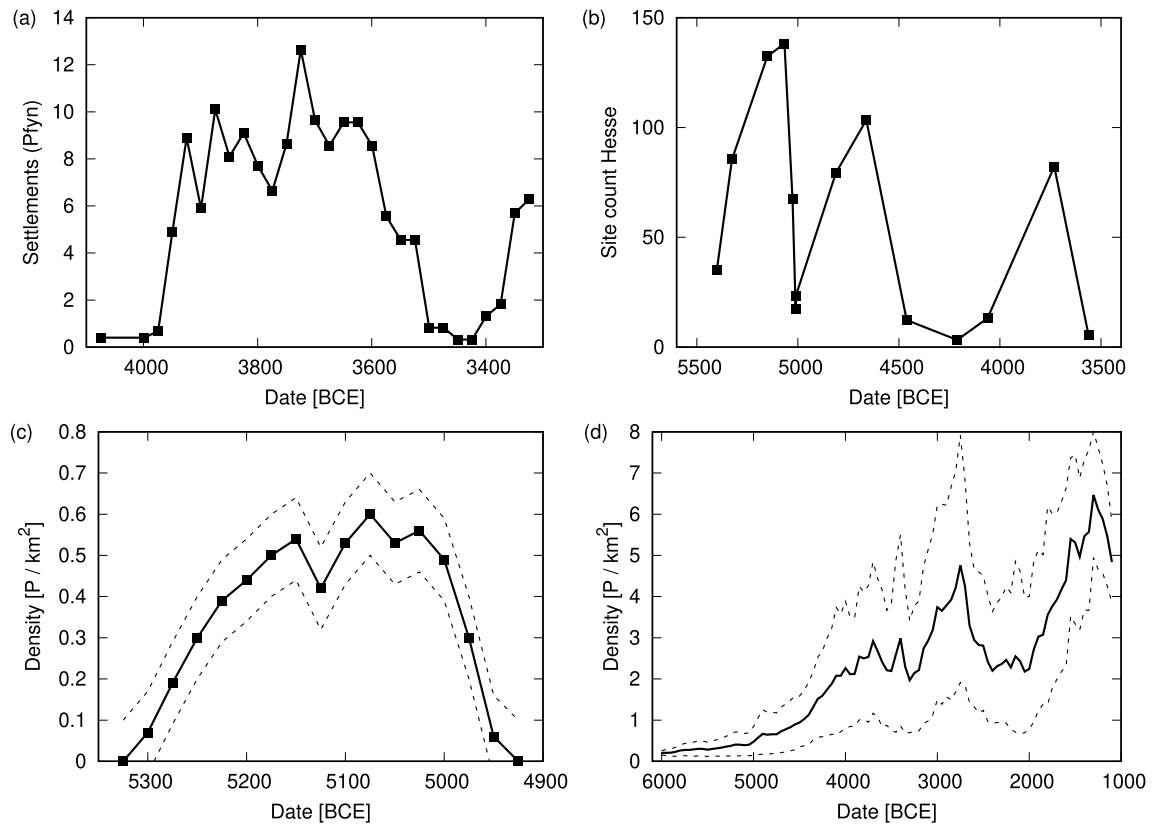 (a)
14
12
10
8
6
4
2
0
Settlements (Pfyn)
4000 3800 3600 3400
Date [BCE]
(b)
150
100
50
0
Site count Hesse
5500 5000 4500 4000 3500
Date [BCE]
(c)
0.8
0.7
0.6
0.5
0.4
0.3
0.2
0.1
0
Density [P / km²]
5300 5200 5100 5000 4900
Date [BCE]
(d)
8
7
6
5
4
3
2
1
0
Density [P / km²]
6000 5000 4000 3000 2000 1000
Date [BCE]